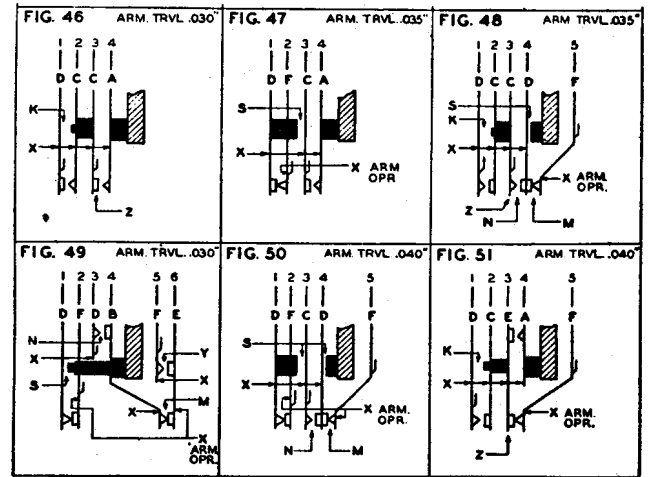 FIG. 46 ARM. TRVL .030"
1 2 3 4
D C C A
K
X
Z
FIG. 47 ARM. TRVL .035"
1 2 3 4
D F C A
S
X
X ARM
OPR
FIG. 48 ARM. TRVL .035"
1 2 3 4 5
D C C D F
S
K
X
X ARM.
OPR.
Z
N
M
FIG. 49 ARM. TRVL .030"
1 2 3 4 5 6
D F D B F E
N
X
Y
X
S
M
X
X
ARM
OPR.
FIG. 50 ARM. TRVL .040"
1 2 3 4 5
D F C D F
S
X
X ARM.
OPR.
N
M
FIG. 51 ARM. TRVL .040"
1 2 3 4 5
D C E A F
K
X
X ARM.
OPR.
Z